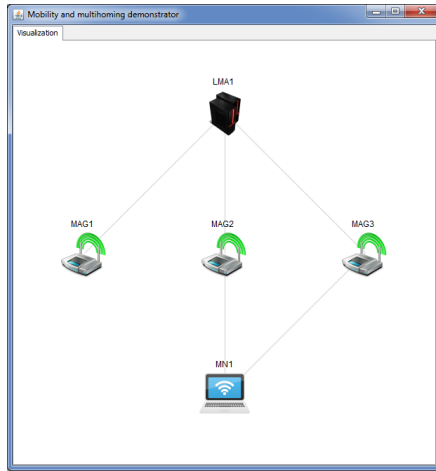 Mobility and multihoming demonstrator
Visualization
LMA1
MAG1 MAG2 MAG3
MN1